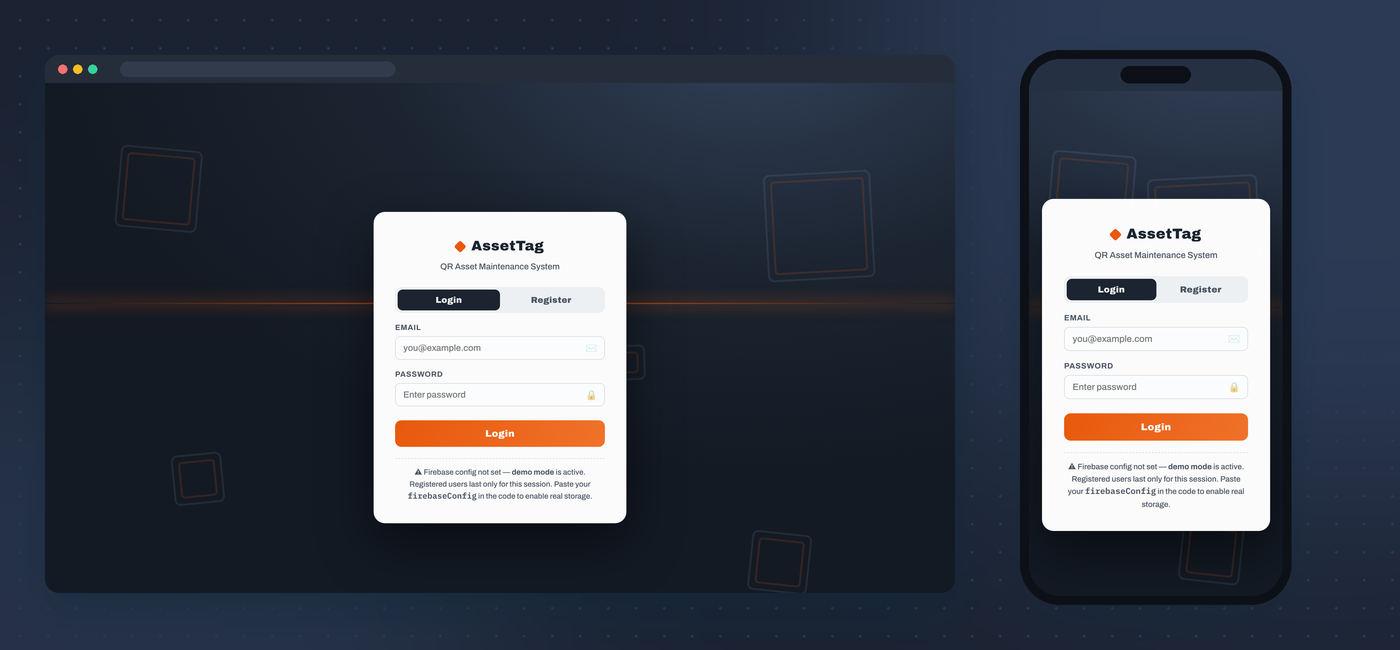 AssetTag
QR Asset Maintenance System
Login
Register
EMAIL
you@example.com
PASSWORD
Enter password
Login
⚠ Firebase config not set — demo mode is active.
Registered users last only for this session. Paste your
firebaseConfig in the code to enable real storage.
AssetTag
QR Asset Maintenance System
Login
Register
EMAIL
you@example.com
PASSWORD
Enter password
Login
⚠ Firebase config not set — demo mode is active.
Registered users last only for this session. Paste
your firebaseConfig in the code to enable real
storage.